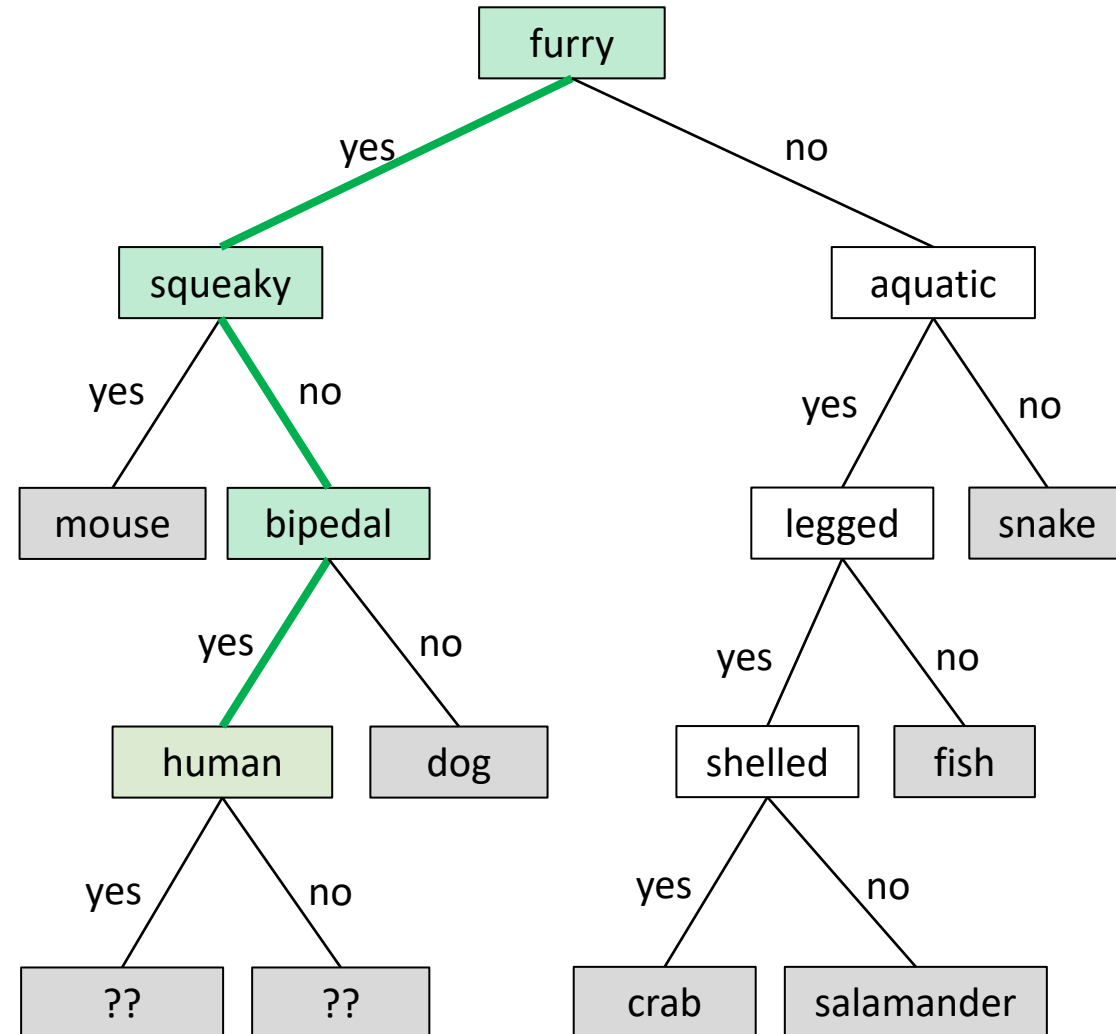 furry
yes
no
squeaky
aquatic
yes
no
yes
no
mouse
bipedal
legged
snake
yes
no
yes
no
human
dog
shelled
fish
yes
no
yes
no
??
??
crab
salamander